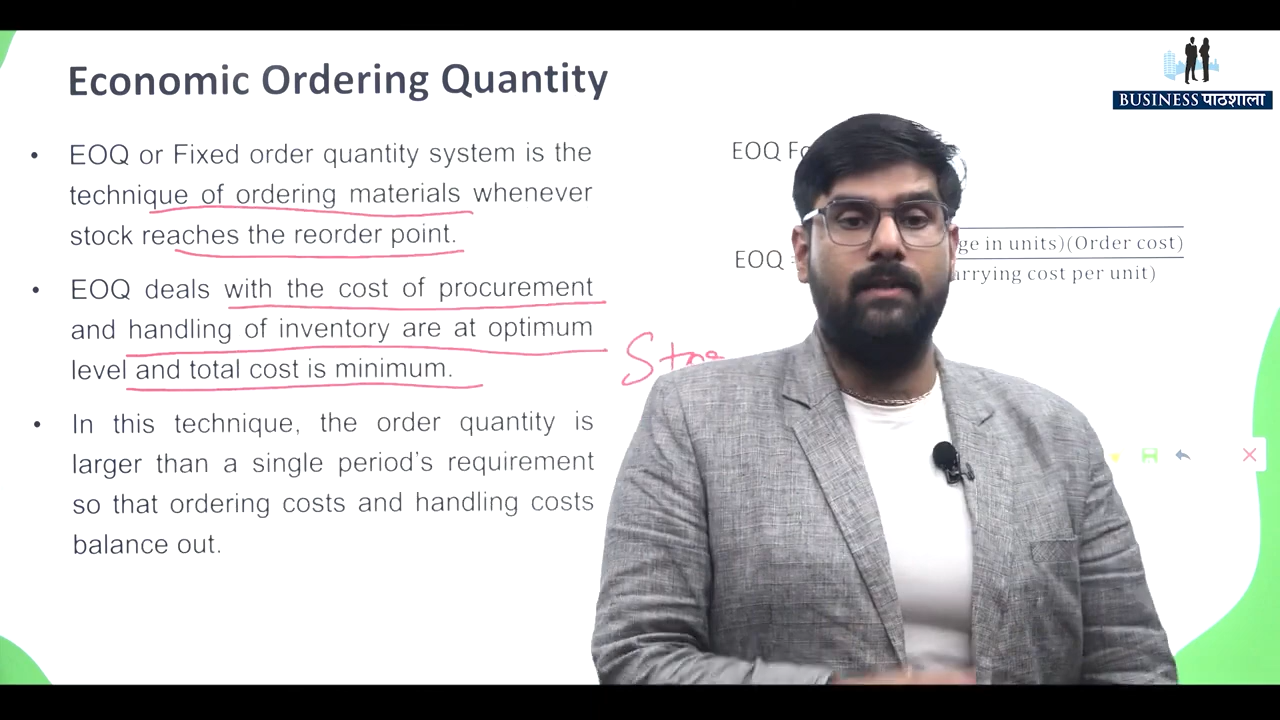 Economic Ordering Quantity
BUSINESS पाठशाला
• EOQ or Fixed order quantity system is the
technique of ordering materials whenever
stock reaches the reorder point.
• EOQ deals with the cost of procurement
and handling of inventory are at optimum
level and total cost is minimum.
• In this technique, the order quantity is
larger than a single period's requirement
so that ordering costs and handling costs
balance out.
EOQ
EOQ
in units)(Order cost)
cost per unit)